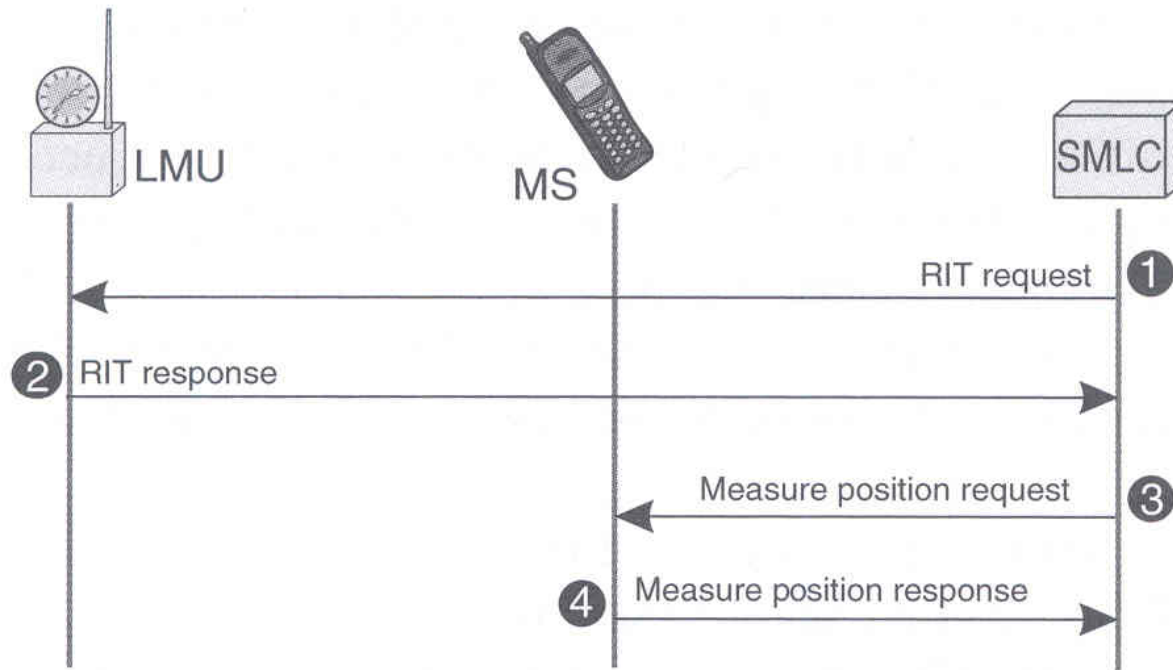 LMU
MS
SMLC
RIT request
1
2
RIT response
Measure position request
3
4
Measure position response